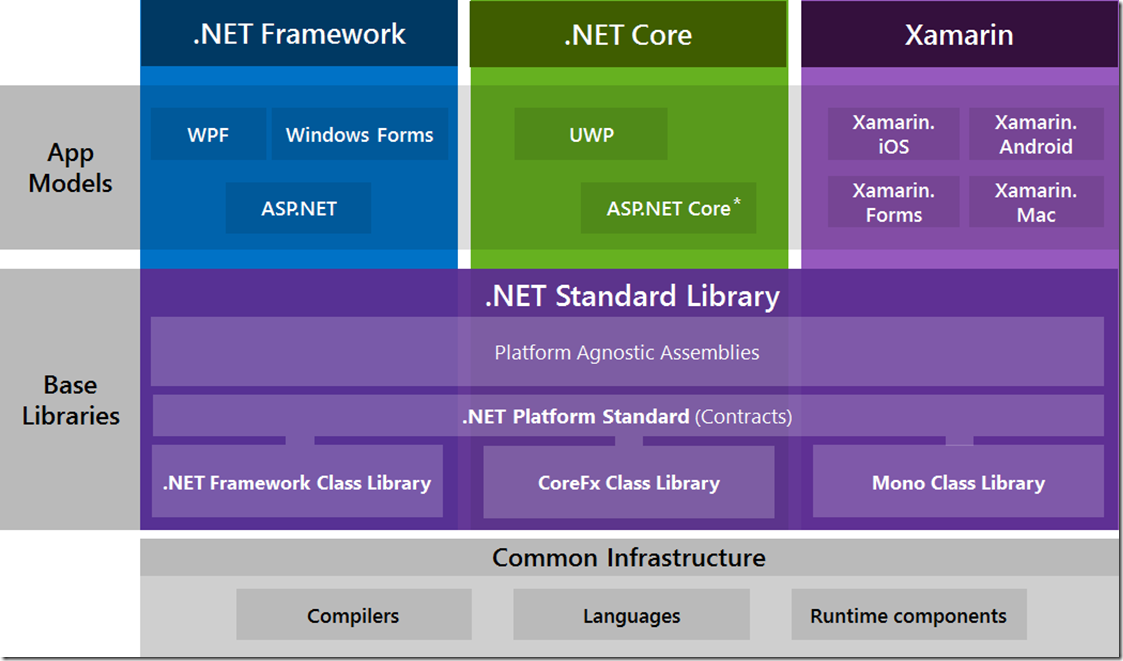 .NET Framework
.NET Core
Xamarin
App
Models
WPF
Windows Forms
ASP.NET
UWP
ASP.NET Core*
Xamarin.
iOS
Xamarin.
Android
Xamarin.
Forms
Xamarin.
Mac
Base
Libraries
.NET Standard Library
Platform Agnostic Assemblies
.NET Platform Standard (Contracts)
.NET Framework Class Library
CoreFx Class Library
Mono Class Library
Common Infrastructure
Compilers
Languages
Runtime components